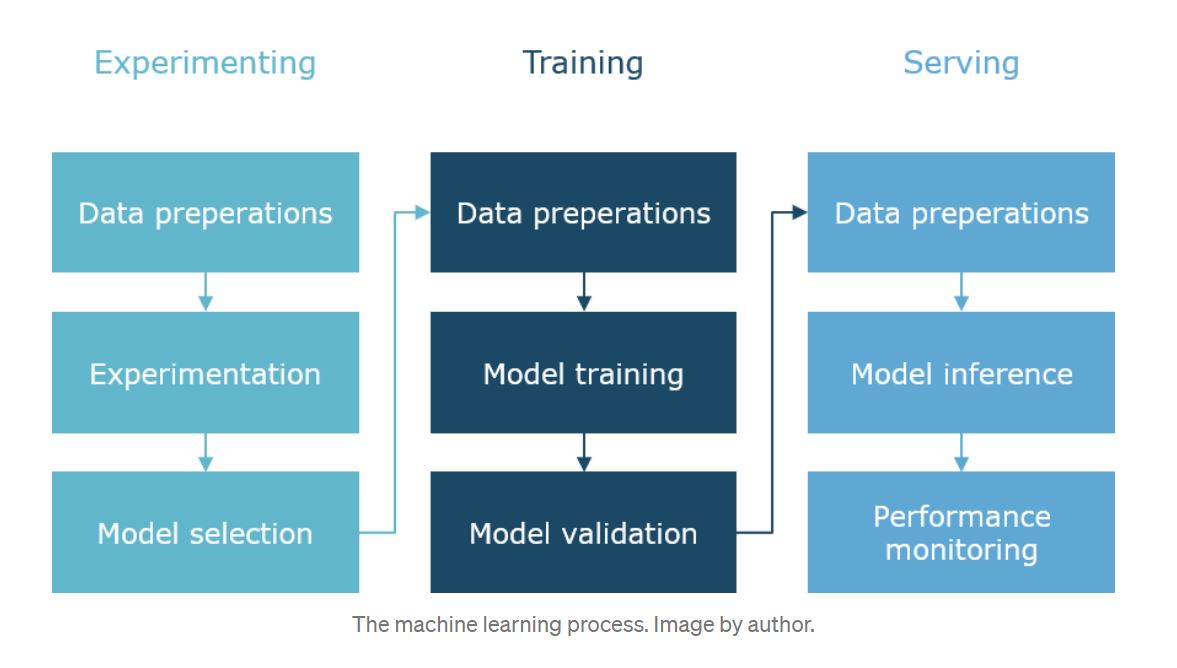 Experimenting
Training
Serving
Data preperations
Data preperations
Data preperations
Experimentation
Model training
Model inference
Model selection
Model validation
Performance
monitoring
The machine learning process. Image by author.